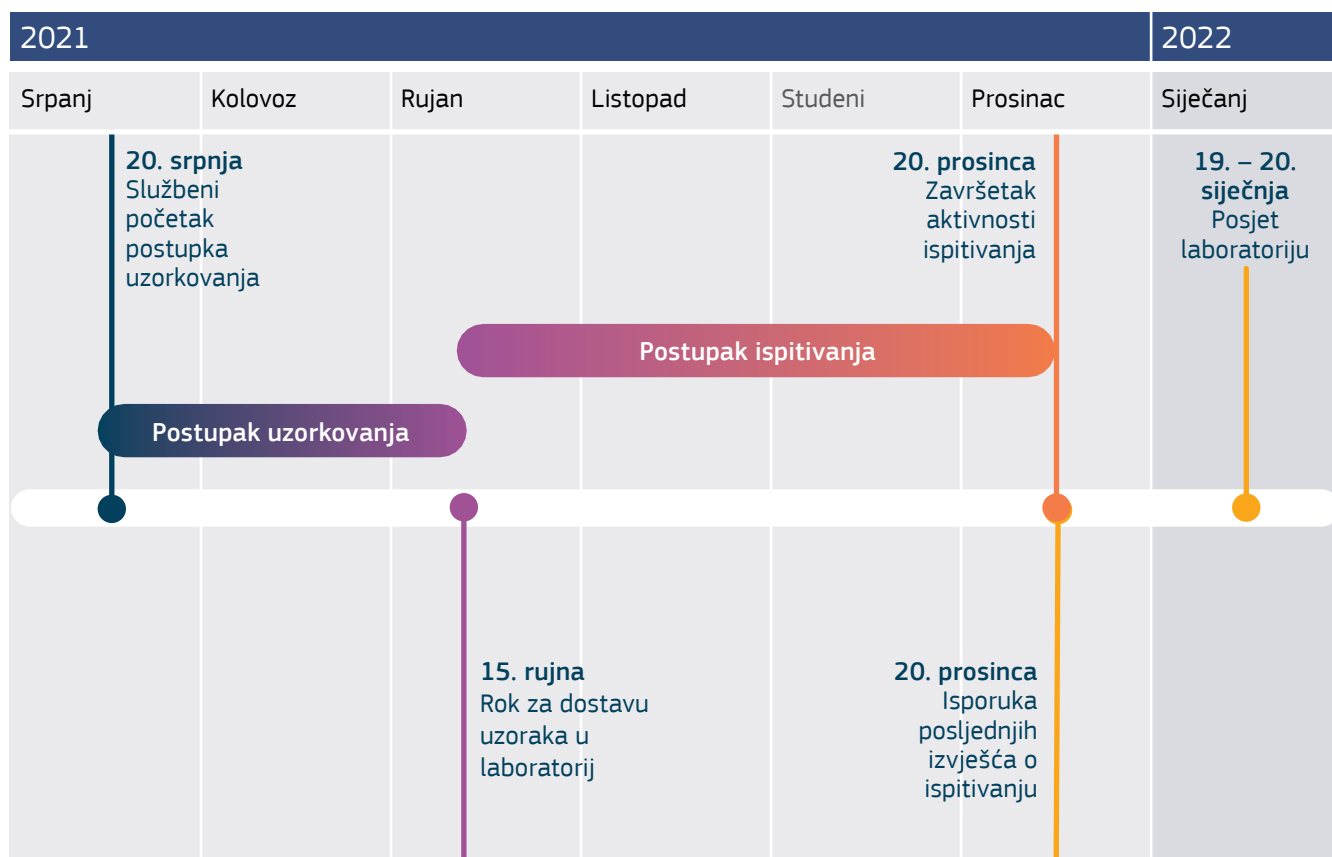 2021
2022
Srpanj
Kolovoz
Rujan
Listopad
Studeni
Prosinac
Siječanj
20. srpnja
Službeni
početak
postupka
uzorkovanja
20. prosinca
Završetak
aktivnosti
ispitivanja
19. – 20.
siječnja
Posjet
laboratoriju
Postupak ispitivanja
Postupak uzorkovanja
15. rujna
Rok za dostavu
uzoraka u
laboratorij
20. prosinca
Isporuka
posljednjih
izvješća o
ispitivanju